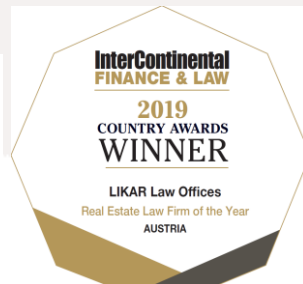 InterContinental
FINANCE & LAW
2019
COUNTRY AWARDS
WINNER
LIKAR Law Offices
Real Estate Law Firm of the Year
AUSTRIA